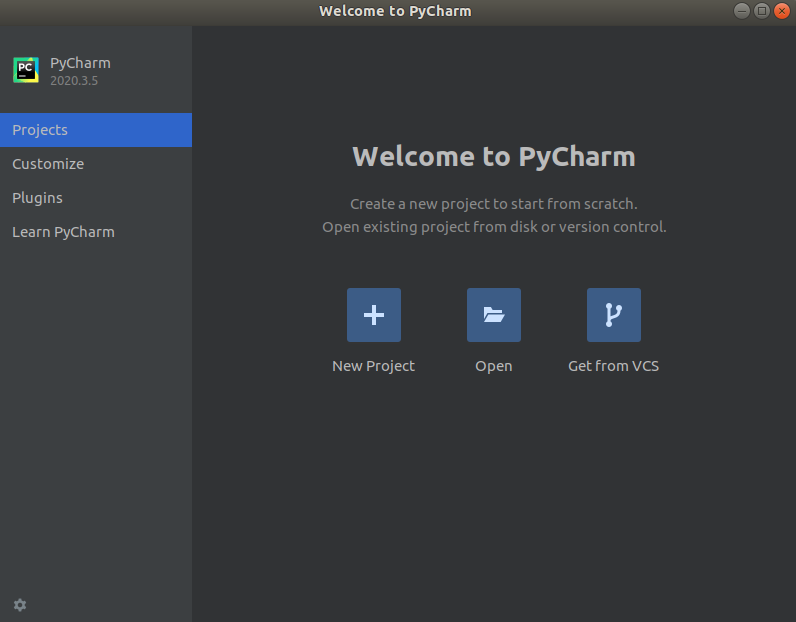 Welcome to PyCharm
PC
PyCharm
2020.3.5
Projects
Customize
Plugins
Learn PyCharm
Welcome to PyCharm
Create a new project to start from scratch.
Open existing project from disk or version control.
New Project
Open
Get from VCS